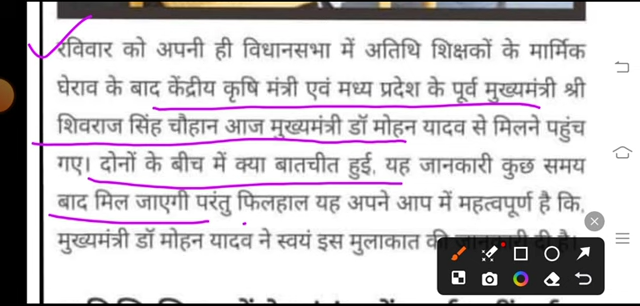 रविवार को अपनी ही विधानसभा में अतिथि शिक्षकों के मार्मिक
घेराव के बाद केंद्रीय कृषि मंत्री एवं मध्य प्रदेश के पूर्व मुख्यमंत्री श्री
शिवराज सिंह चौहान आज मुख्यमंत्री डॉ मोहन यादव से मिलने पहुंच
गए। दोनों के बीच में क्या बातचीत हुई, यह जानकारी कुछ समय
बाद मिल जाएगी परंतु फिलहाल यह अपने आप में महत्वपूर्ण है कि,
मुख्यमंत्री डॉ मोहन यादव ने स्वयं इस मुलाकात की जानकारी दी है।